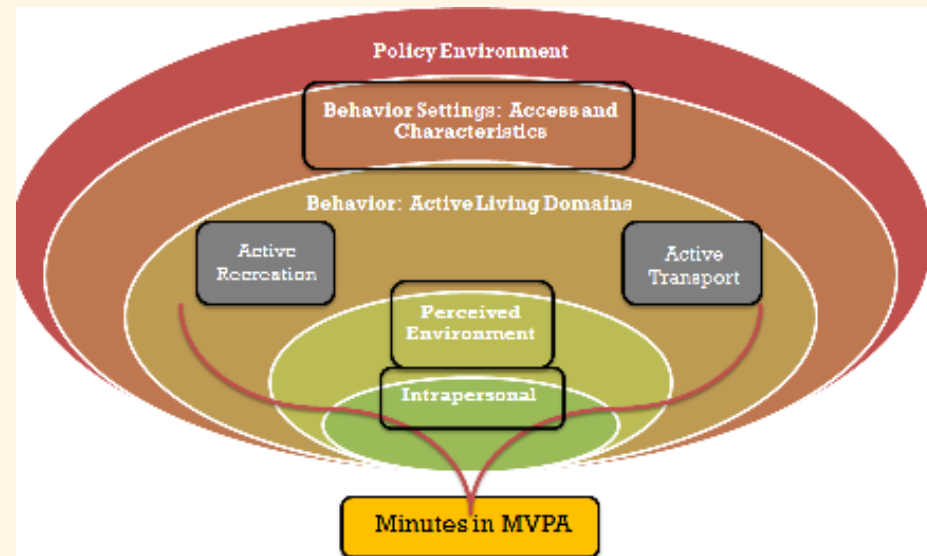 Policy Environment
Behavior Settings: Access and
Characteristics
Behavior: Active Living Domains
Active
Recreation
Active
Transport
Perceived
Environment
Intrapersonal
Minutes in MVPA